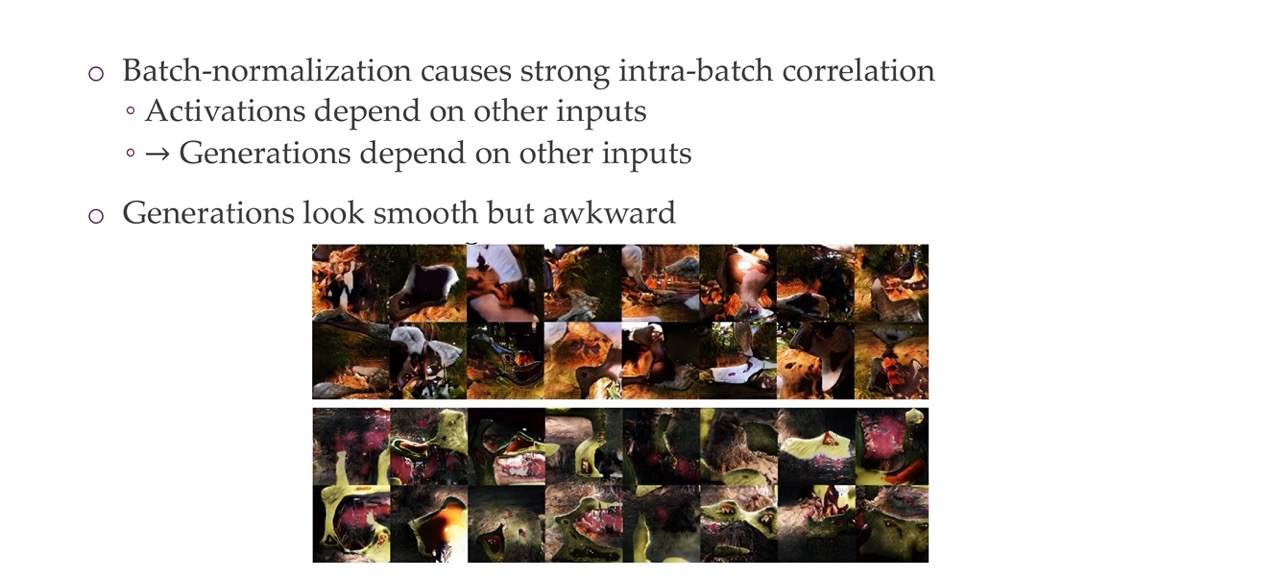 Batch-normalization causes strong intra-batch correlation
Activations depend on other inputs
→ Generations depend on other inputs
Generations look smooth but awkward